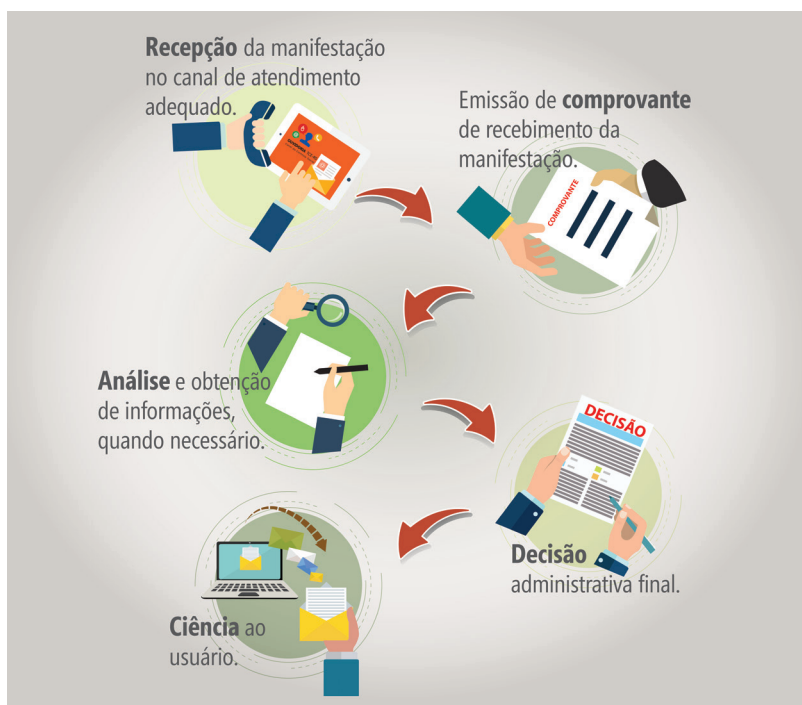 Recepção da manifestação
no canal de atendimento
adequado.
Emissão de comprovante
de recebimento da
manifestação.
COMPROVANTE
Análise e obtenção
de informações,
quando necessário.
DECISÃO
Decisão
administrativa final.
Ciência ao
usuário.